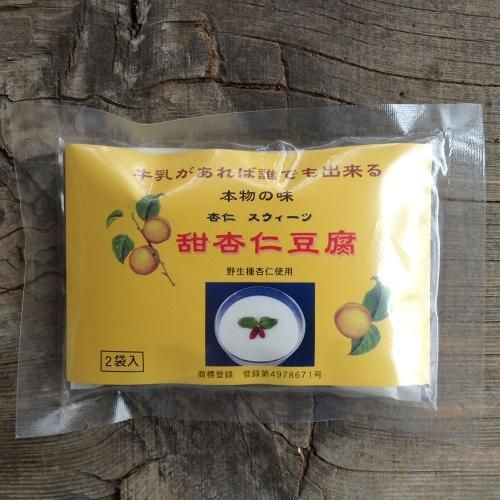 牛乳があれば誰でも出来る
本物の味
杏仁 スウィーツ
甜杏仁豆腐
野生種杏仁使用
2袋入
商標登録 登録第4978671号